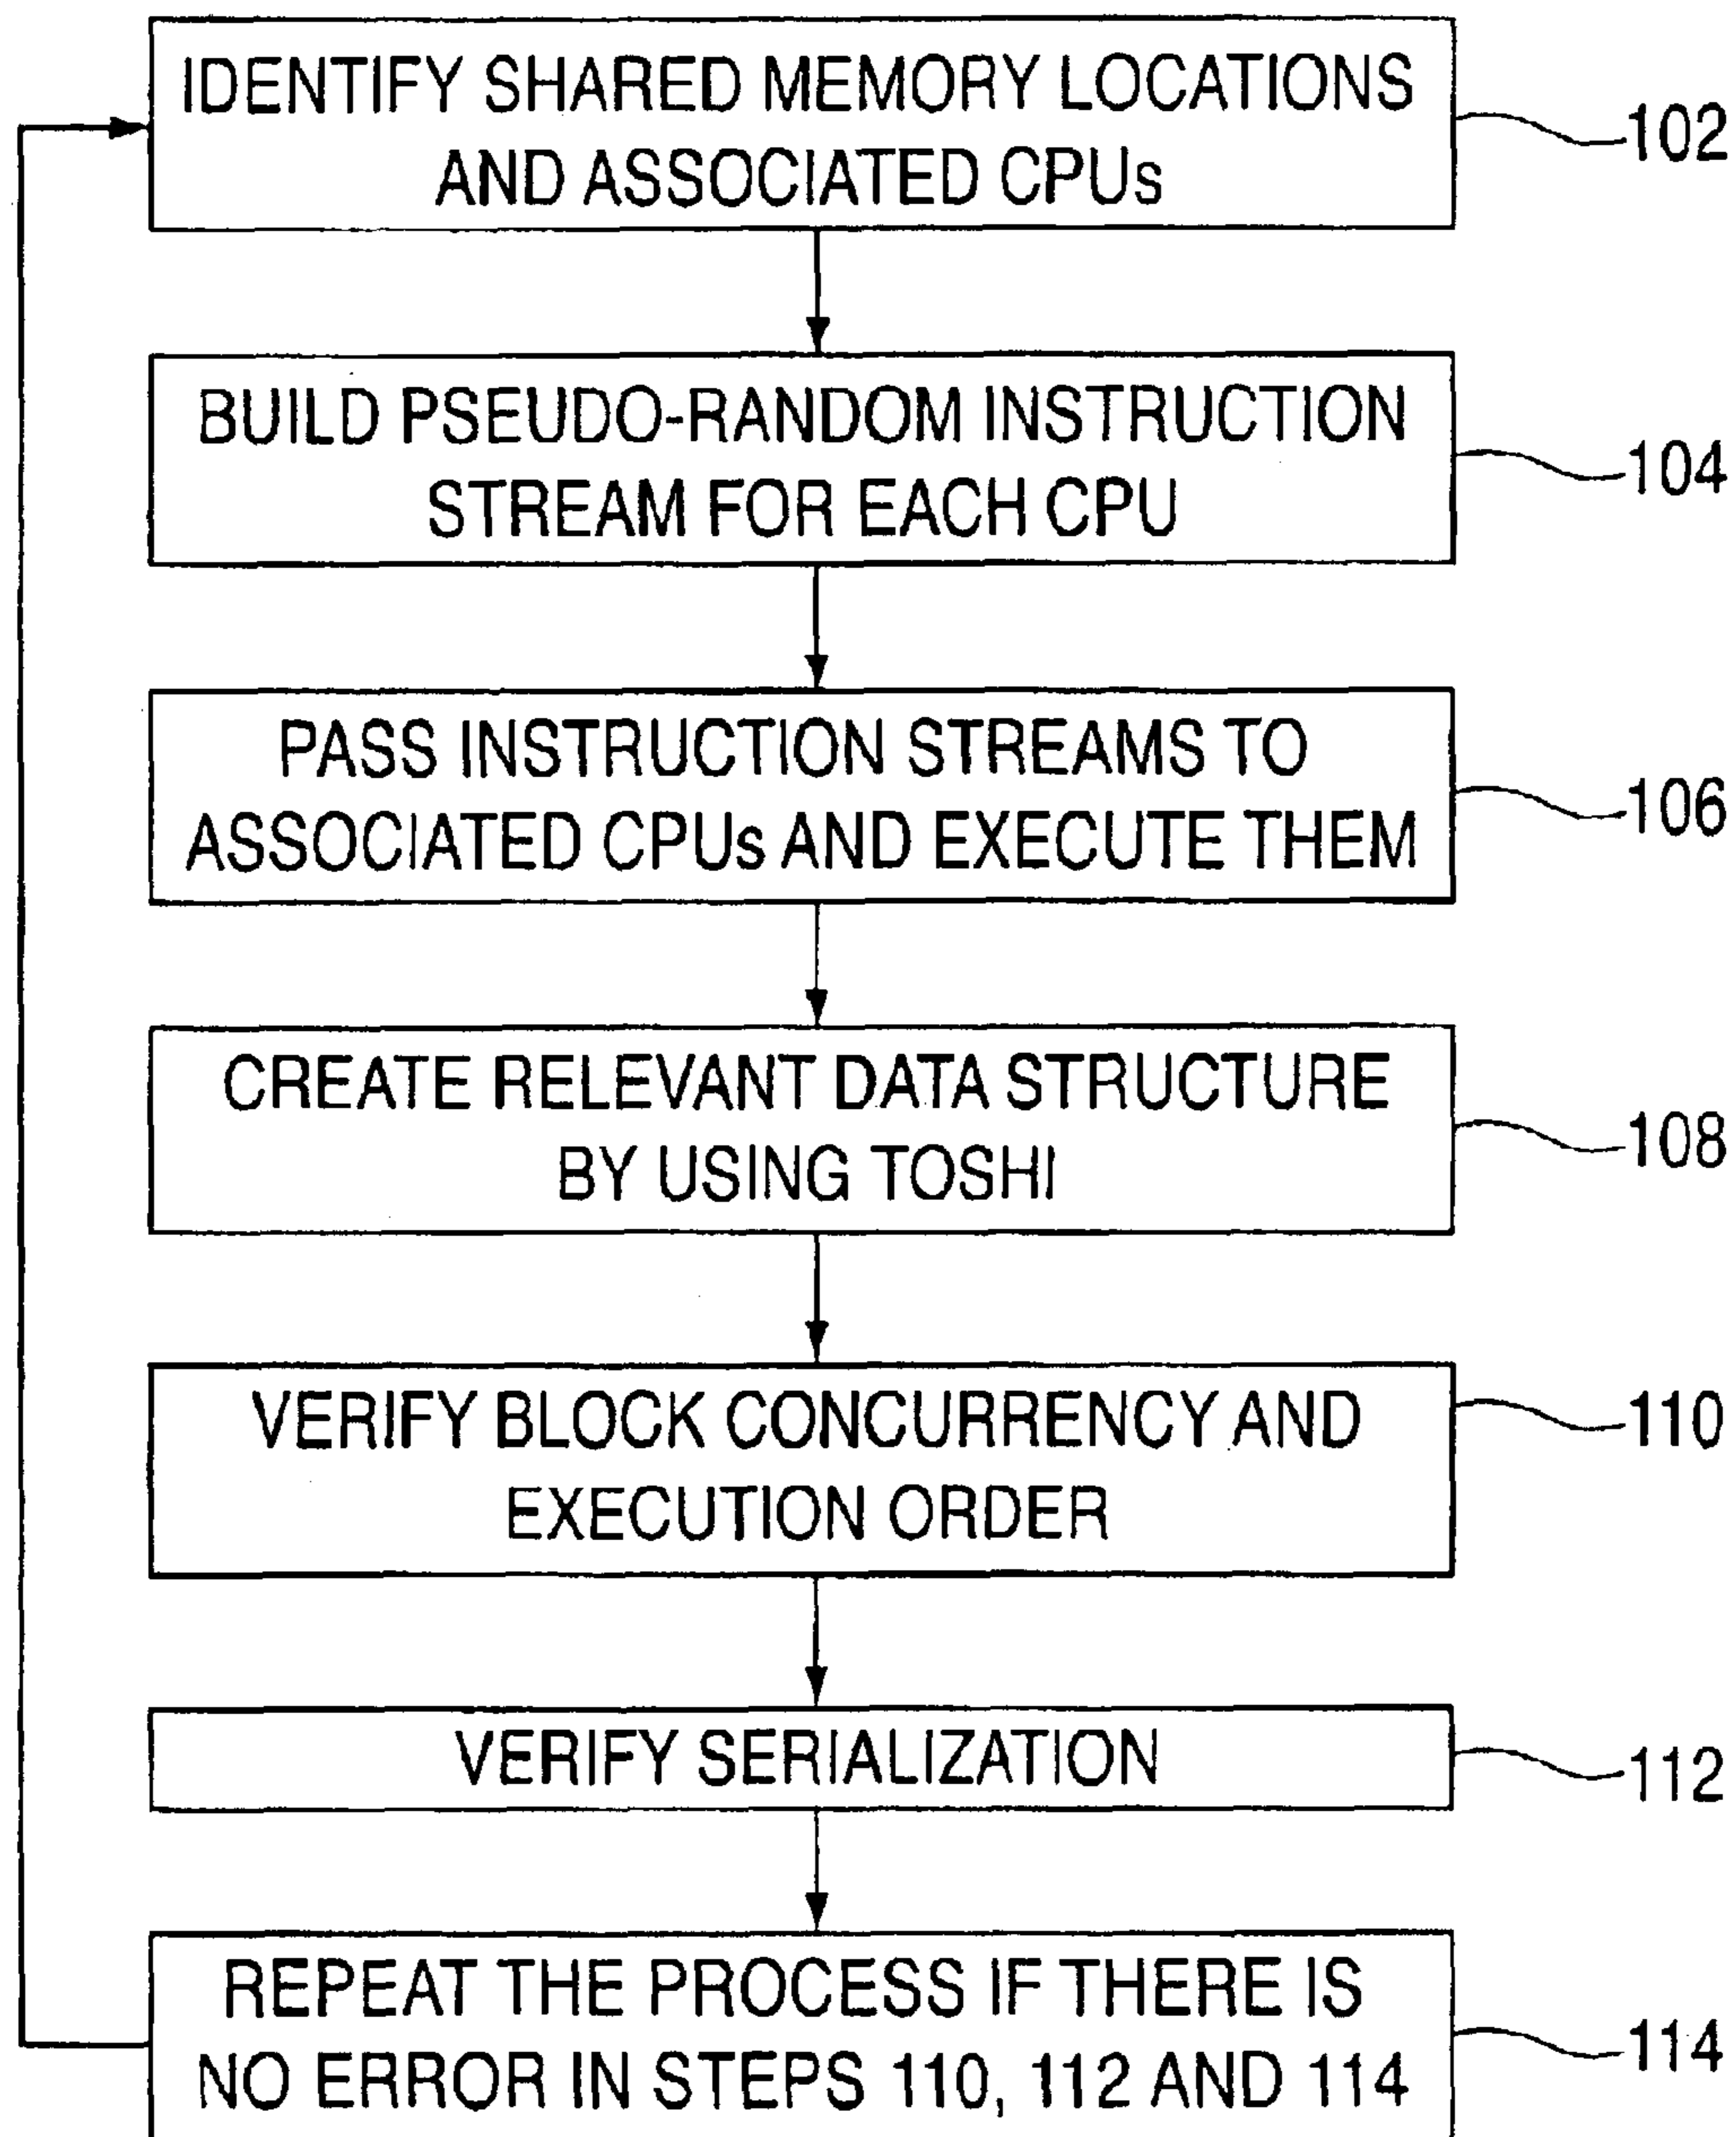 IDENTIFY SHARED MEMORY LOCATIONS
AND ASSOCIATED CPUs
102
BUILD PSEUDO-RANDOM INSTRUCTION
STREAM FOR EACH CPU
104
PASS INSTRUCTION STREAMS TO
ASSOCIATED CPUs AND EXECUTE THEM
106
CREATE RELEVANT DATA STRUCTURE
BY USING TOSHI
108
VERIFY BLOCK CONCURRENCY AND
EXECUTION ORDER
110
VERIFY SERIALIZATION
112
REPEAT THE PROCESS IF THERE IS
NO ERROR IN STEPS 110, 112 AND 114
114